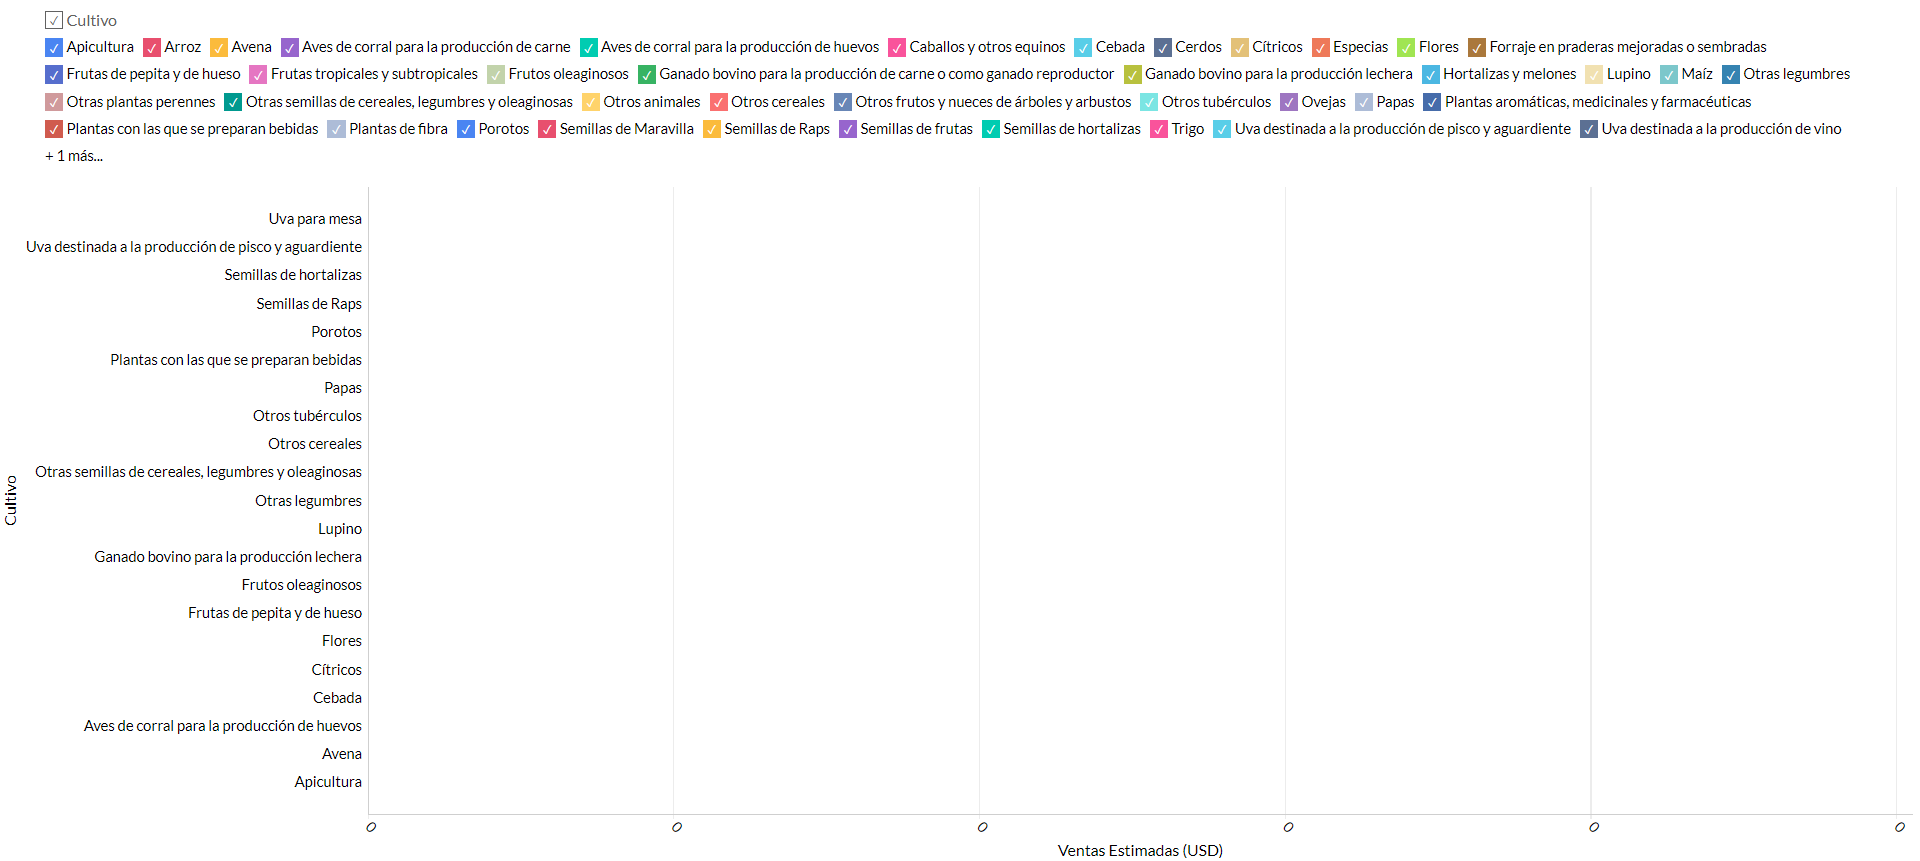 Cultivo
Apicultura Arroz Avena Aves de corral para la producción de carne Aves de corral para la producción de huevos Caballos y otros equinos Cebada Cerdos Cítricos Especias Flores Forraje en praderas mejoradas o sembradas
Frutas de pepita y de hueso Frutas tropicales y subtropicales Frutos oleaginosos Ganado bovino para la producción de carne o como ganado reproductor Ganado bovino para la producción lechera Hortalizas y melones Lupino Maíz Otras legumbres
Otras plantas perennes Otras semillas de cereales, legumbres y oleaginosas Otros animales Otros cereales Otros frutos y nueces de árboles y arbustos Otros tubérculos Ovejas Papas Plantas aromáticas, medicinales y farmacéuticas
Plantas con las que se preparan bebidas Plantas de fibra Porotos Semillas de Maravilla Semillas de Raps Semillas de frutas Semillas de hortalizas Trigo Uva destinada a la producción de pisco y aguardiente Uva destinada a la producción de vino
+ 1 más...
Uva para mesa
Uva destinada a la producción de pisco y aguardiente
Semillas de hortalizas
Semillas de Raps
Porotos
Plantas con las que se preparan bebidas
Papas
Otros tubérculos
Otros cereales
Otras semillas de cereales, legumbres y oleaginosas
Otras legumbres
Lupino
Ganado bovino para la producción lechera
Frutos oleaginosos
Frutas de pepita y de hueso
Flores
Cítricos
Cebada
Aves de corral para la producción de huevos
Avena
Apicultura
Cultivo
0 0 0 0 0 0
Ventas Estimadas (USD)